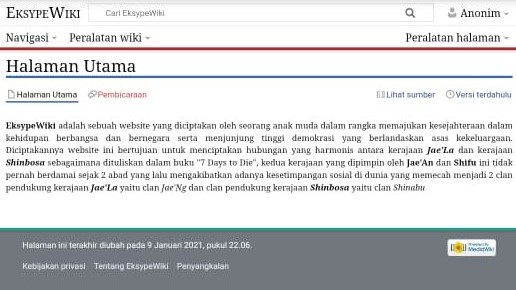 EksypeWiki
Cari EksypeWiki
Anonim
Navigasi
Peralatan wiki
Peralatan halaman
Halaman Utama
Halaman Utama
Pembicaraan
Lihat sumber
Versi terdahulu
EksypeWiki adalah sebuah website yang diciptakan oleh seorang anak muda dalam rangka memajukan kesejahteraan dalam
kehidupan berbangsa dan bernegera serta menjunjung tinggi demokrasi yang berlandaskan asas kekeluargaan.
Diciptakannya website ini bertujuan untuk menciptakan hubungan yang harmonis antara kerajaan Jae'La dan kerajaan
Shinbosa sebagaimana dituliskan dalam buku "7 Days to Die", kedua kerajaan yang dipimpin oleh Jae'An dan Shifu ini tidak
pernah berdamai sejak 2 abad yang lalu mengakibatkan adanya kesetimpangan sosial di dunia yang memecah menjadi 2 clan
pendukung kerajaan Jae'La yaitu clan Jae'Ng dan clan pendukung kerajaan Shinbosa yaitu clan Shinabu
Halaman ini terakhir diubah pada 9 Januari 2021, pukul 22.06.
Powered By
MediaWiki
Kebijakan privasi
Tentang EksypeWiki
Penyangkalan